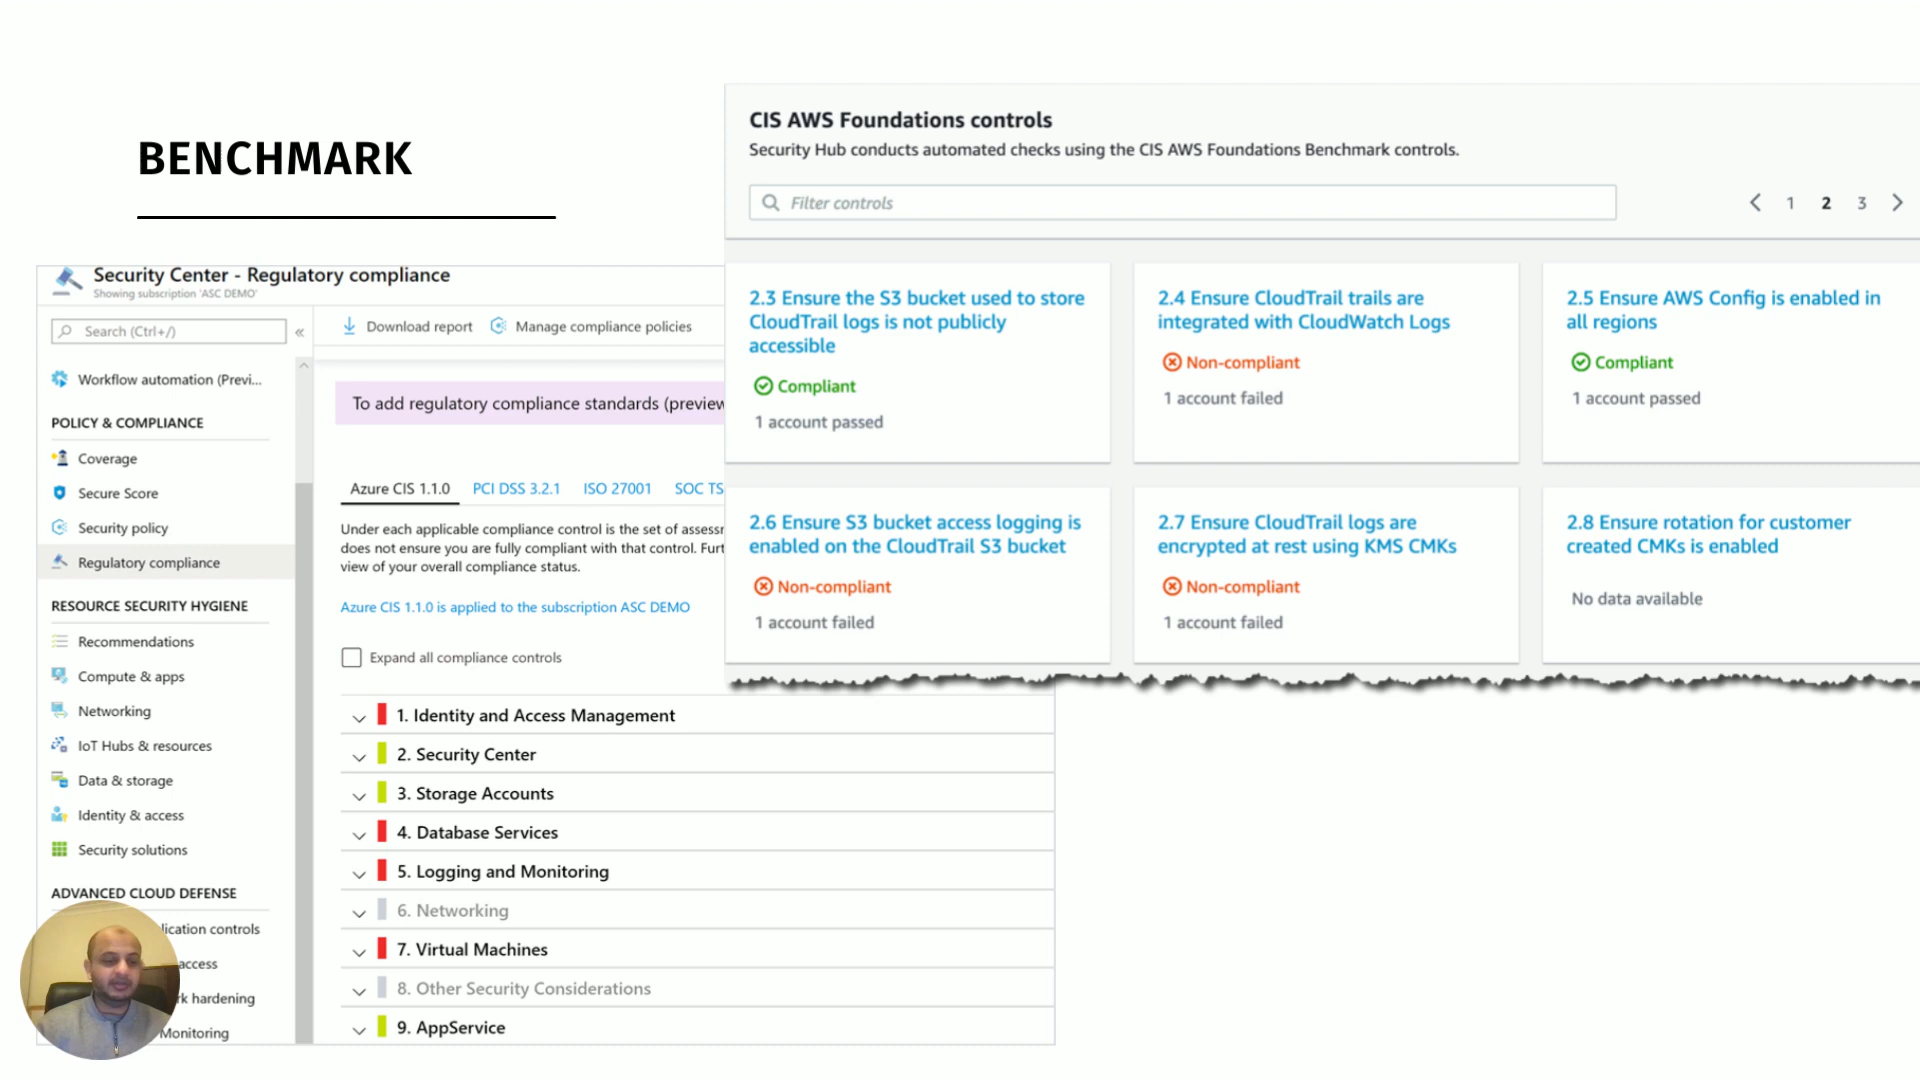 BENCHMARK
CIS AWS Foundations controls
Security Hub conducts automated checks using the CIS AWS Foundations Benchmark controls.
Filter controls
1 2 3
2.3 Ensure the S3 bucket used to store
CloudTrail logs is not publicly
accessible
Compliant
1 account passed
2.4 Ensure CloudTrail trails are
integrated with CloudWatch Logs
Non-compliant
1 account failed
2.5 Ensure AWS Config is enabled in
all regions
Compliant
1 account passed
2.6 Ensure S3 bucket access logging is
enabled on the CloudTrail S3 bucket
Non-compliant
1 account failed
2.7 Ensure CloudTrail logs are
encrypted at rest using KMS CMKs
Non-compliant
1 account failed
2.8 Ensure rotation for customer
created CMKs is enabled
No data available
Security Center - Regulatory compliance
Showing subscription 'ASC DEMO'
Search (Ctrl+/)
«
Workflow automation (Previ...
POLICY & COMPLIANCE
Coverage
Secure Score
Security policy
Regulatory compliance
RESOURCE SECURITY HYGIENE
Recommendations
Compute & apps
Networking
IoT Hubs & resources
Data & storage
Identity & access
Security solutions
ADVANCED CLOUD DEFENSE
lication controls
access
rk hardening
Monitoring
Download report
Manage compliance policies
To add regulatory compliance standards (preview
Azure CIS 1.1.0 PCI DSS 3.2.1 ISO 27001 SOC TS
Under each applicable compliance control is the set of assessr
does not ensure you are fully compliant with that control. Furt
view of your overall compliance status.
Azure CIS 1.1.0 is applied to the subscription ASC DEMO
Expand all compliance controls
1. Identity and Access Management
2. Security Center
3. Storage Accounts
4. Database Services
5. Logging and Monitoring
6. Networking
7. Virtual Machines
8. Other Security Considerations
9. AppService